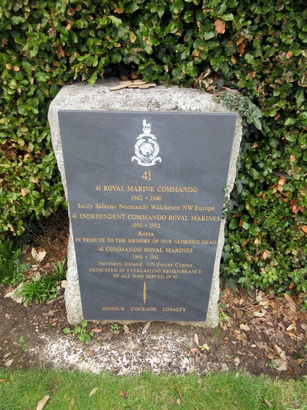 41
41 ROYAL MARINE COMMANDO
1942 - 1946
Sicily Salerno Normandy Walcheren N.W. Europe
41 INDEPENDENT COMMANDO ROYAL MARINES
1950 - 1952
Korea
IN TRIBUTE TO THE MEMORY OF OUR GLORIOUS DEAD
41 COMMANDO ROYAL MARINES
1960 - 1981
Northern Ireland UN Forces Cyprus
DEDICATED IN EVERLASTING REMEMBRANCE
OF ALL WHO SERVED IN 41
HONOUR COURAGE LOYALTY